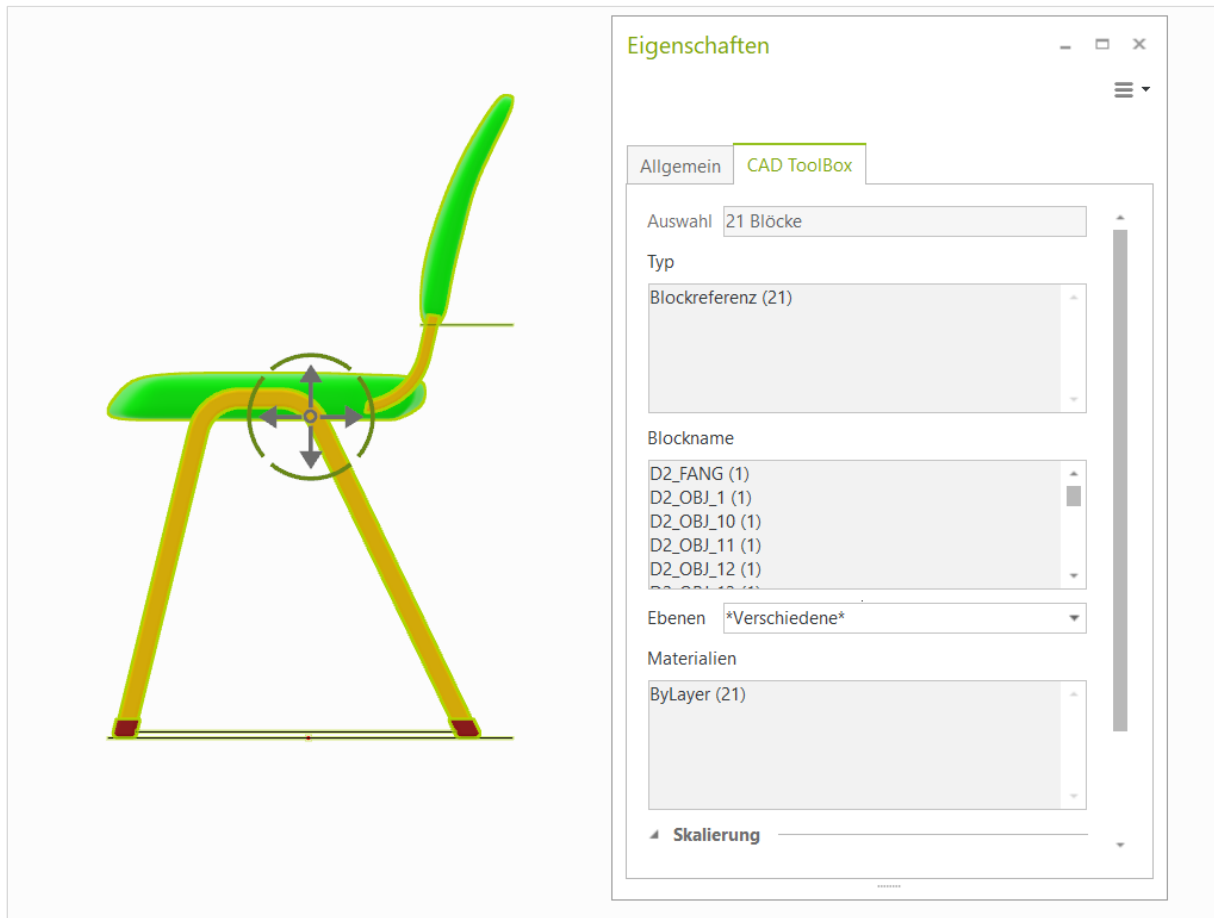 Eigenschaften
Allgemein
CAD ToolBox
Auswahl
21 Blöcke
Typ
Blockreferenz (21)
Blockname
D2_FANG (1)
D2_OBJ_1 (1)
D2_OBJ_10 (1)
D2_OBJ_11 (1)
D2_OBJ_12 (1)
Ebenen
*Verschiedene*
Materialien
ByLayer (21)
Skalierung